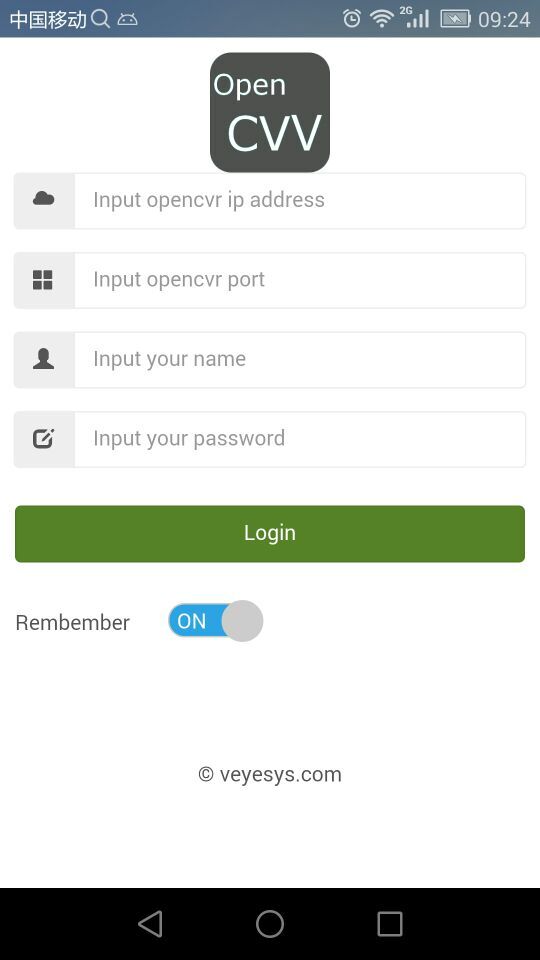 中国移动 2G 09:24
Open
CVV
Input opencvr ip address
Input opencvr port
Input your name
Input your password
Login
Rembember ON
© veyesys.com